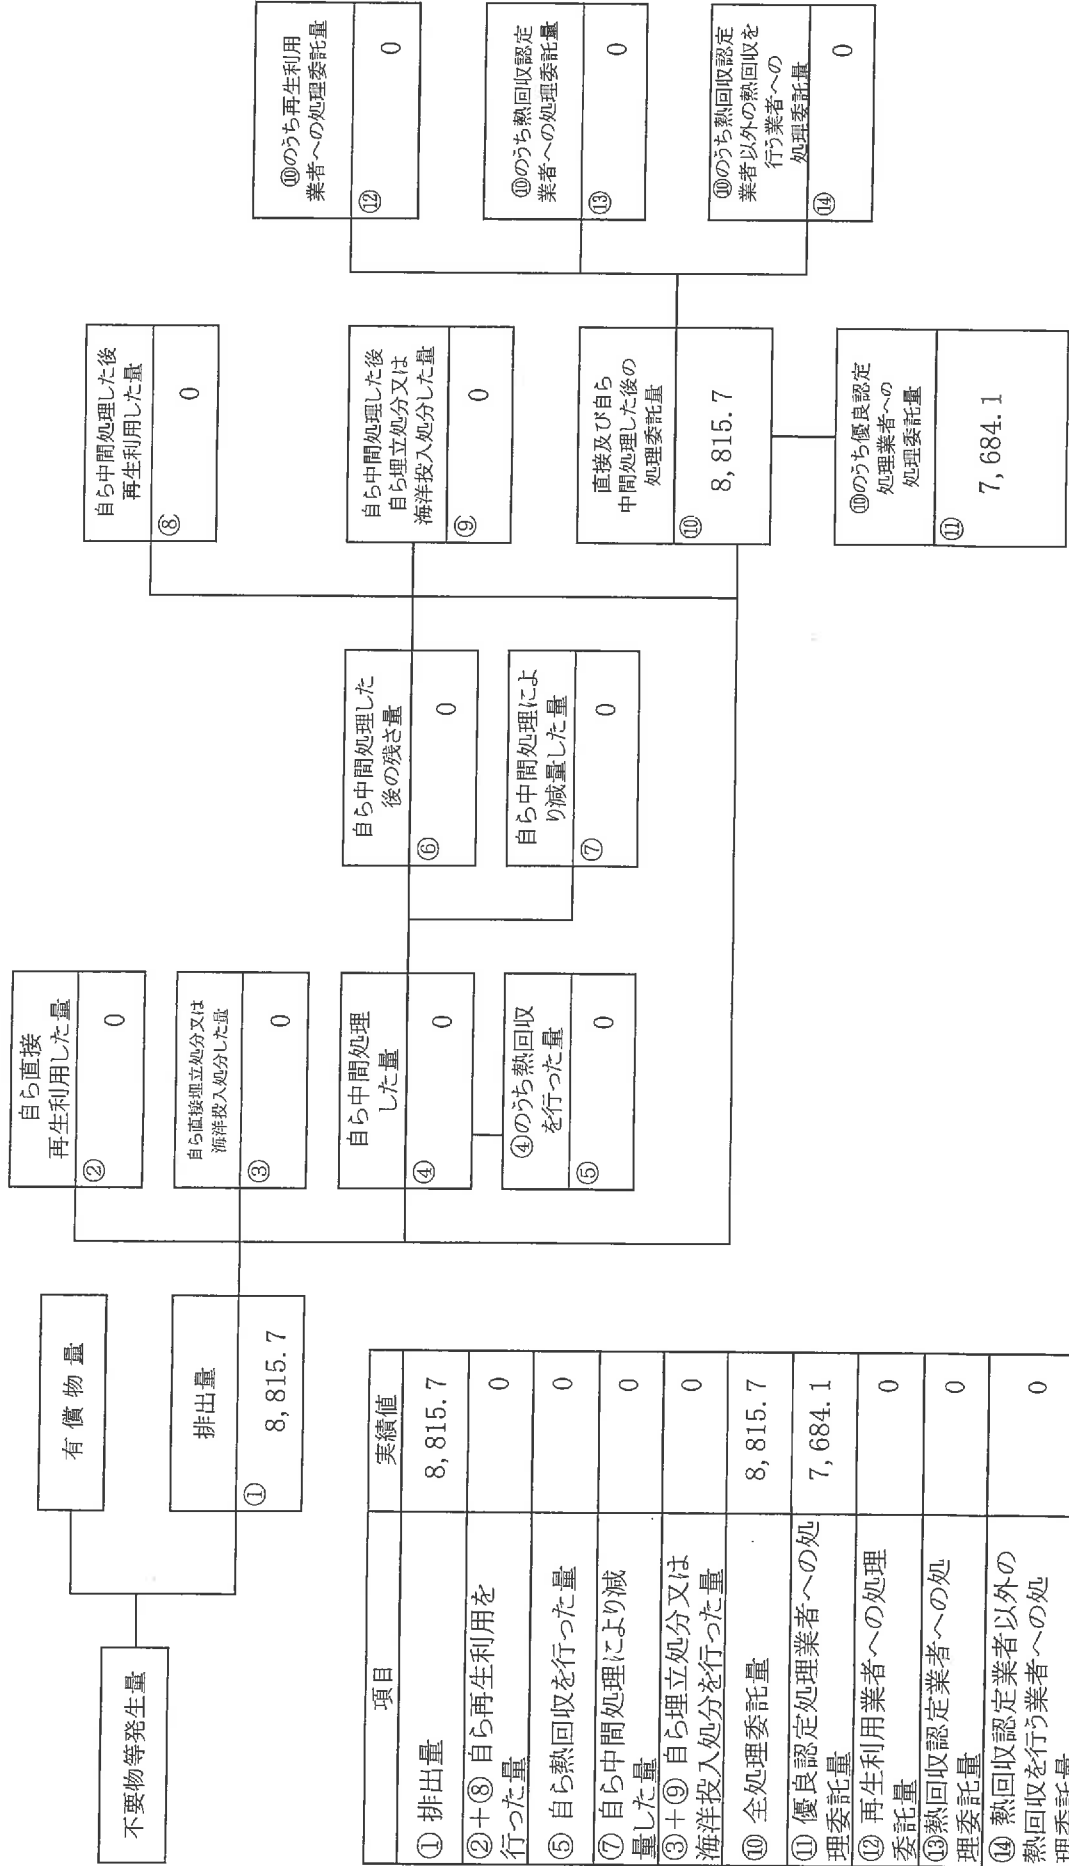 不要物等発生量
有 償 物 量
排出量
①
8,815.7
自ら直接
再生利用した量
②
0
自ら直接埋立処分又は
海洋投入処分した量
③
0
自ら中間処理
した量
④
0
④のうち熱回収
を行った量
⑤
0
自ら中間処理した
後の残さ量
⑥
0
自ら中間処理によ
り減量した量
⑦
0
自ら中間処理した後
再生利用した量
⑧
0
自ら中間処理した後
自ら埋立処分又は
海洋投入処分した量
⑨
0
直接及び自ら
中間処理した後の
処理委託量
⑩
8,815.7
⑩のうち優良認定
処理業者への
処理委託量
⑪
7,684.1
⑩のうち再生利用
業者への処理委託量
⑫
0
⑩のうち熱回収認定
業者への処理委託量
⑬
0
⑩のうち熱回収認定
業者以外の熱回収を
行う業者への
処理委託量
⑭
0
項目 実績値
① 排出量 8,815.7
②＋⑧ 自ら再生利用を
行った量 0
⑤ 自ら熱回収を行った量 0
⑦ 自ら中間処理により減
量した量 0
③＋⑨ 自ら埋立処分又は
海洋投入処分を行った量 0
⑩ 全処理委託量 8,815.7
⑪ 優良認定処理業者への処
理委託量 7,684.1
⑫ 再生利用業者への処理
委託量 0
⑬熱回収認定業者への処
理委託量 0
⑭ 熱回収認定業者以外の
熱回収を行う業者への処
理委託量 0